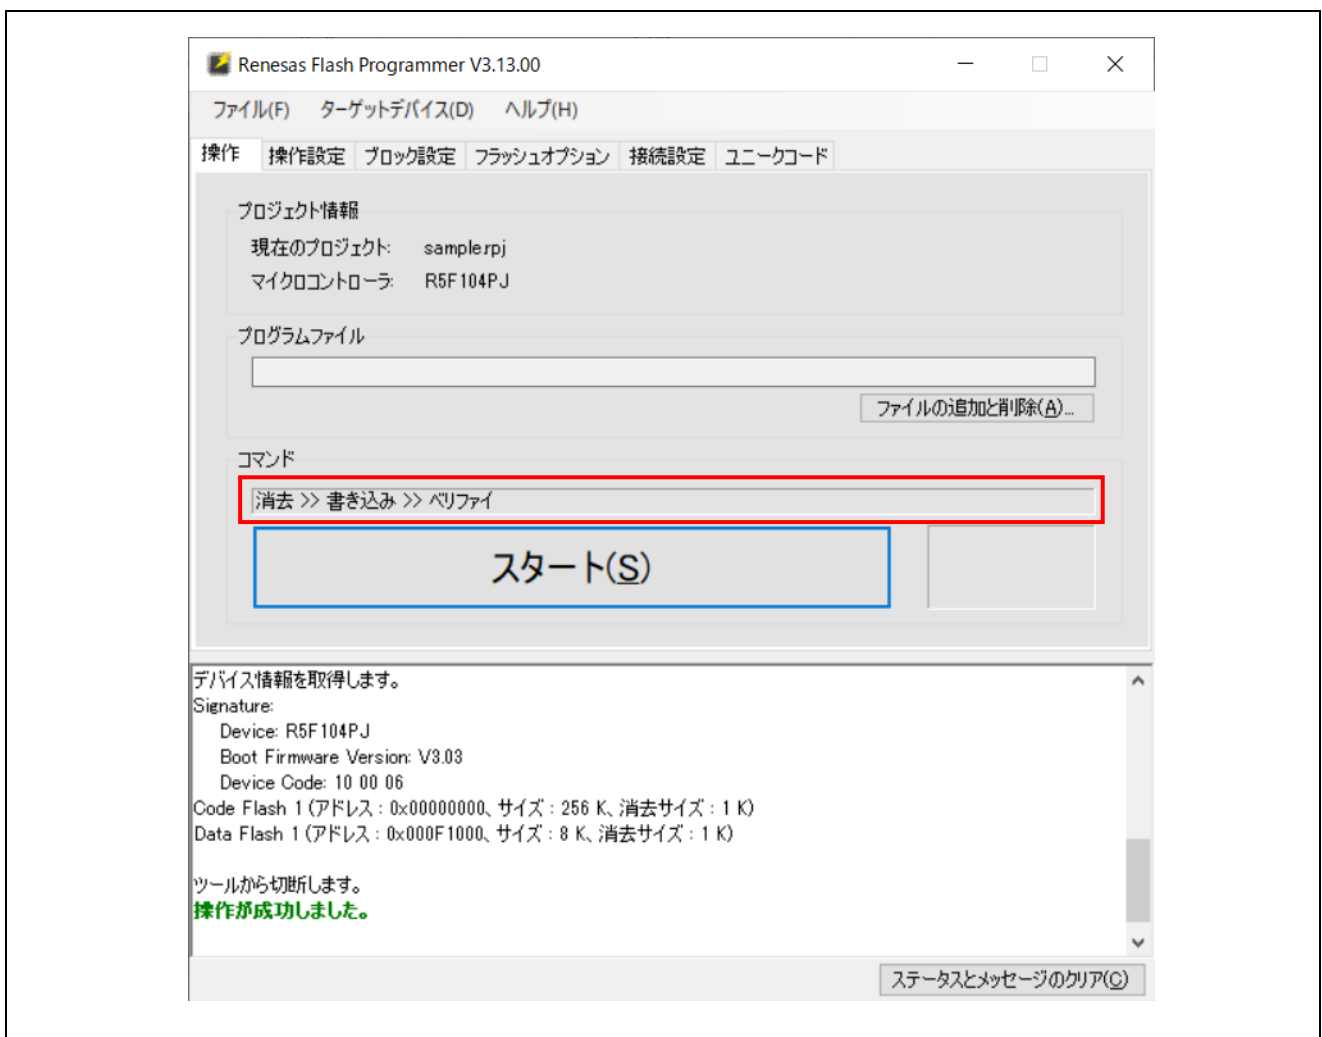 Renesas Flash Programmer V3.13.00
ファイル(F) ターゲットデバイス(D) ヘルプ(H)
操作 操作設定 ブロック設定 フラッシュオプション 接続設定 ユニークコード
プロジェクト情報
現在のプロジェクト: sample.rpj
マイクロコントローラ: R5F104PJ
プログラムファイル
ファイルの追加と削除(A)...
コマンド
消去 >> 書き込み >> ベリファイ
スタート(S)
デバイス情報を取得します。
Signature:
Device: R5F104PJ
Boot Firmware Version: V3.03
Device Code: 10 00 06
Code Flash 1 (アドレス : 0x00000000、サイズ : 256 K、消去サイズ : 1 K)
Data Flash 1 (アドレス : 0x000F1000、サイズ : 8 K、消去サイズ : 1 K)
ツールから切断します。
操作が成功しました。
ステータスとメッセージのクリア(C)